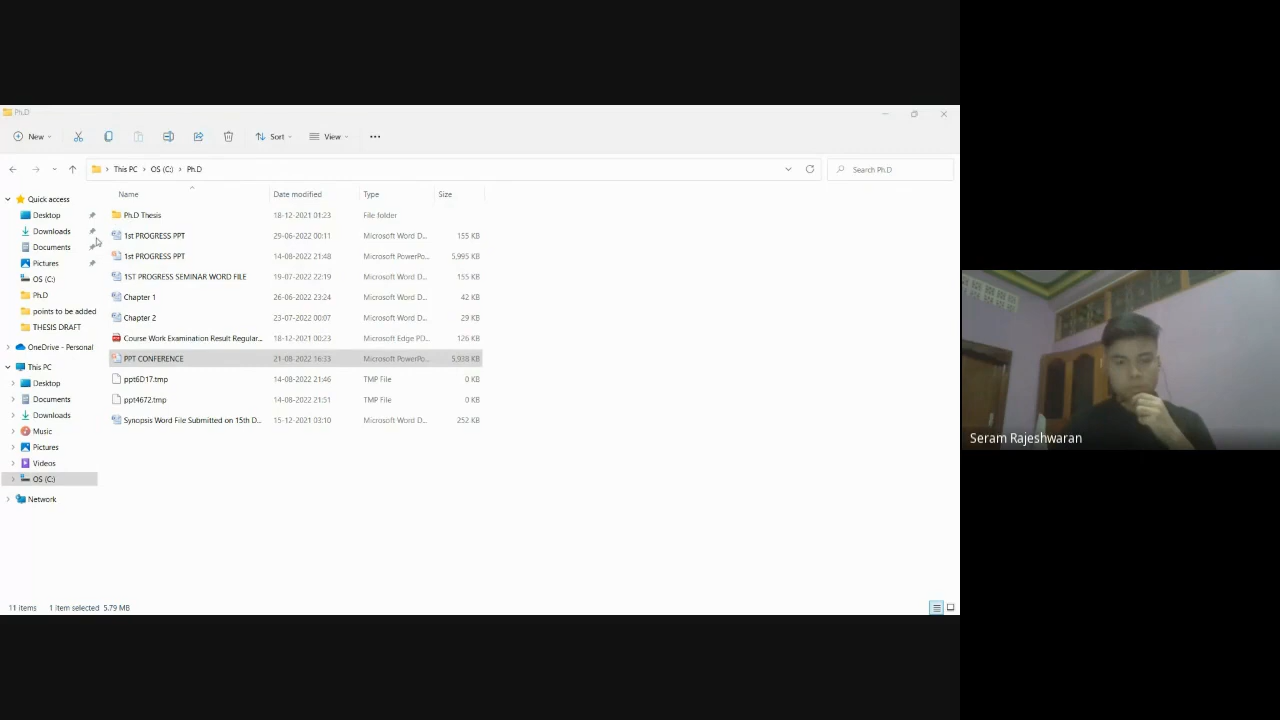 Ph.D
New
Sort
View
This PC > OS (C:) > Ph.D
Search Ph.D
Name Date modified Type Size
Quick access
Desktop
Downloads
Documents
Pictures
OS (C:)
Ph.D
points to be added
THESIS DRAFT
OneDrive - Personal
This PC
Desktop
Documents
Downloads
Music
Pictures
Videos
OS (C:)
Network
Ph.D Thesis 18-12-2021 01:23 File folder
1st PROGRESS PPT 29-06-2022 00:11 Microsoft Word D... 155 KB
1st PROGRESS PPT 14-08-2022 21:48 Microsoft PowerPo... 5,995 KB
1ST PROGRESS SEMINAR WORD FILE 19-07-2022 22:19 Microsoft Word D... 155 KB
Chapter 1 26-06-2022 23:24 Microsoft Word D... 42 KB
Chapter 2 23-07-2022 00:07 Microsoft Word D... 29 KB
Course Work Examination Result Regular... 18-12-2021 00:23 Microsoft Edge PD... 126 KB
PPT CONFERENCE 21-08-2022 16:33 Microsoft PowerPo... 5,938 KB
ppt6D17.tmp 14-08-2022 21:46 TMP File 0 KB
ppt4672.tmp 14-08-2022 21:51 TMP File 0 KB
Synopsis Word File Submitted on 15th D... 15-12-2021 03:10 Microsoft Word D... 252 KB
11 items 1 item selected 5.79 MB
Seram Rajeshwaran